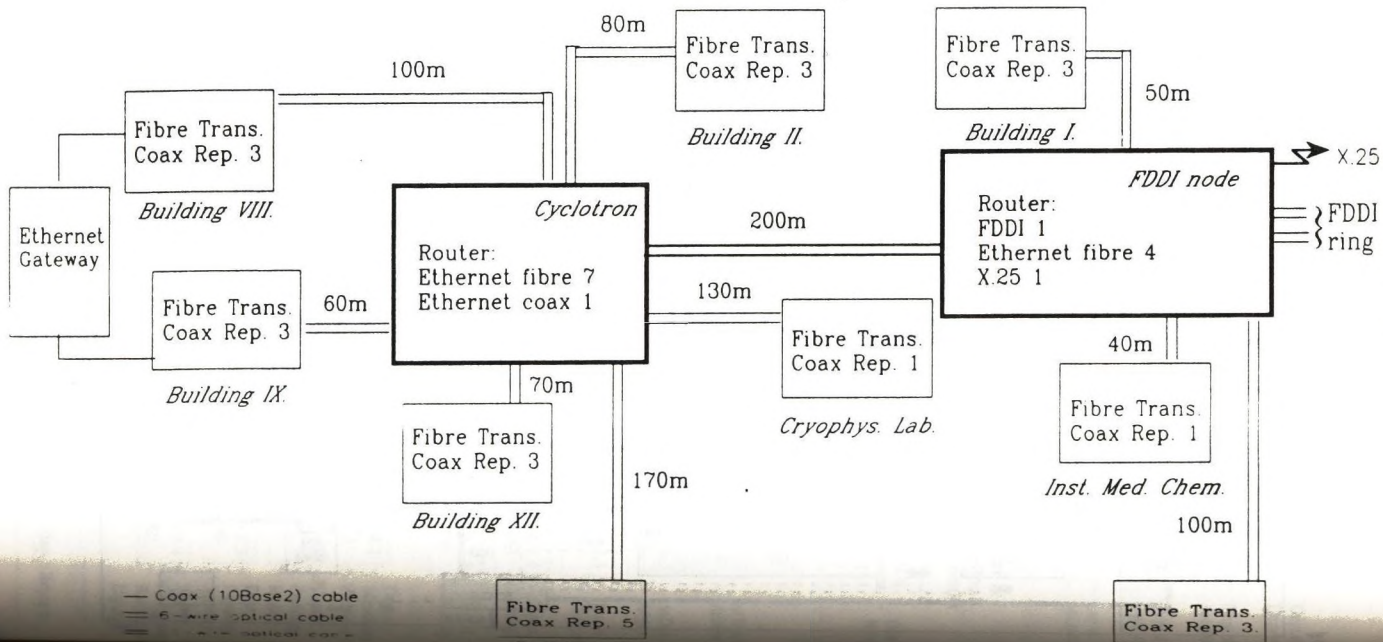 80m
Fibre Trans.
Coax Rep. 3
Building II.
Fibre Trans.
Coax Rep. 3
Building I.
50m
100m
Fibre Trans.
Coax Rep. 3
Building VIII.
Ethernet
Gateway
Cyclotron
Router:
Ethernet fibre 7
Ethernet coax 1
200m
FDDI node
Router:
FDDI 1
Ethernet fibre 4
X.25 1
X.25
FDDI
ring
Fibre Trans.
Coax Rep. 3
Building IX.
60m
130m
Fibre Trans.
Coax Rep. 1
Cryophys. Lab.
40m
Fibre Trans.
Coax Rep. 1
Inst. Med. Chem.
70m
Fibre Trans.
Coax Rep. 3
Building XII.
170m
100m
Coax (10Base2) cable
6-wire optical cable
optical cable
Fibre Trans.
Coax Rep. 5
Fibre Trans.
Coax Rep. 3.